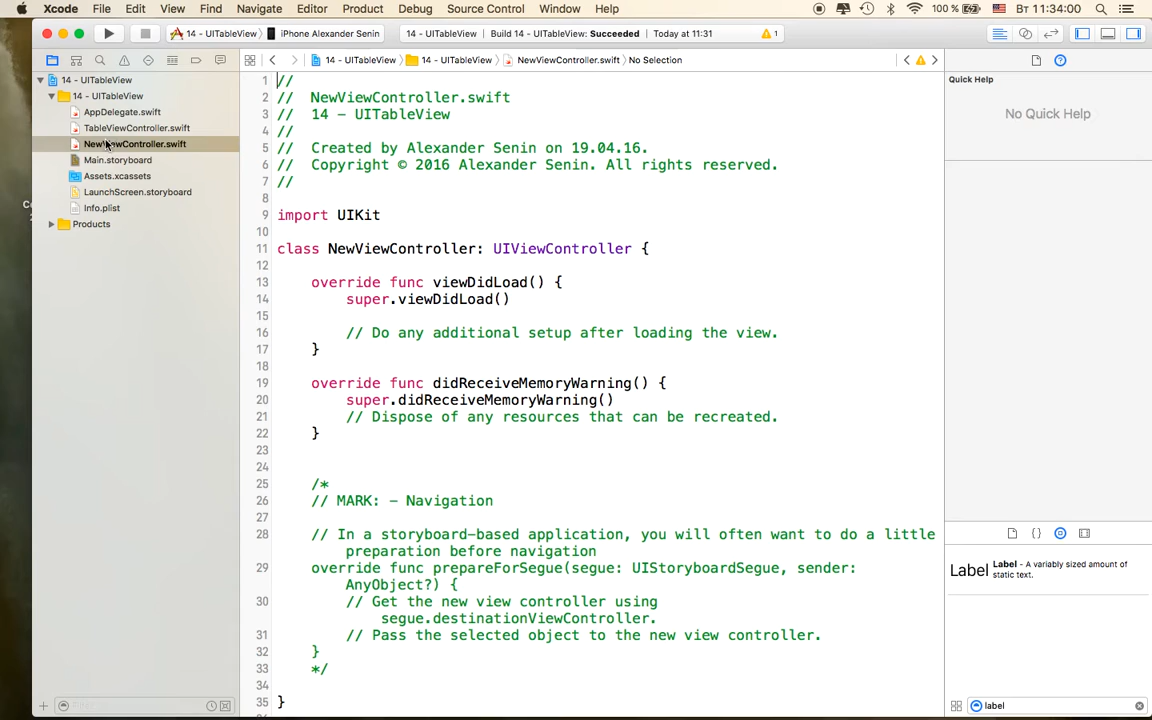 Xcode File Edit View Find Navigate Editor Product Debug Source Control Window Help 100 % Вт 11:34:00
14 - UITableView 〉 iPhone Alexander Senin 14 - UITableView | Build 14 - UITableView: Succeeded | Today at 11:31 1
14 - UITableView 〉 14 - UITableView 〉 NewViewController.swift 〉 No Selection
14 - UITableView
14 - UITableView
AppDelegate.swift
TableViewController.swift
NewViewController.swift
Main.storyboard
Assets.xcassets
LaunchScreen.storyboard
Info.plist
Products
1 //
2 // NewViewController.swift
3 // 14 - UITableView
4 //
5 // Created by Alexander Senin on 19.04.16.
6 // Copyright © 2016 Alexander Senin. All rights reserved.
7 //
8
9 import UIKit
10
11 class NewViewController: UIViewController {
12
13 override func viewDidLoad() {
14 super.viewDidLoad()
15
16 // Do any additional setup after loading the view.
17 }
18
19 override func didReceiveMemoryWarning() {
20 super.didReceiveMemoryWarning()
21 // Dispose of any resources that can be recreated.
22 }
23
24
25 /*
26 // MARK: - Navigation
27
28 // In a storyboard-based application, you will often want to do a little
preparation before navigation
29 override func prepareForSegue(segue: UIStoryboardSegue, sender:
AnyObject?) {
30 // Get the new view controller using
segue.destinationViewController.
31 // Pass the selected object to the new view controller.
32 }
33 */
34
35 }
Quick Help
No Quick Help
{ }
Label
Label - A variably sized amount of
static text.
label